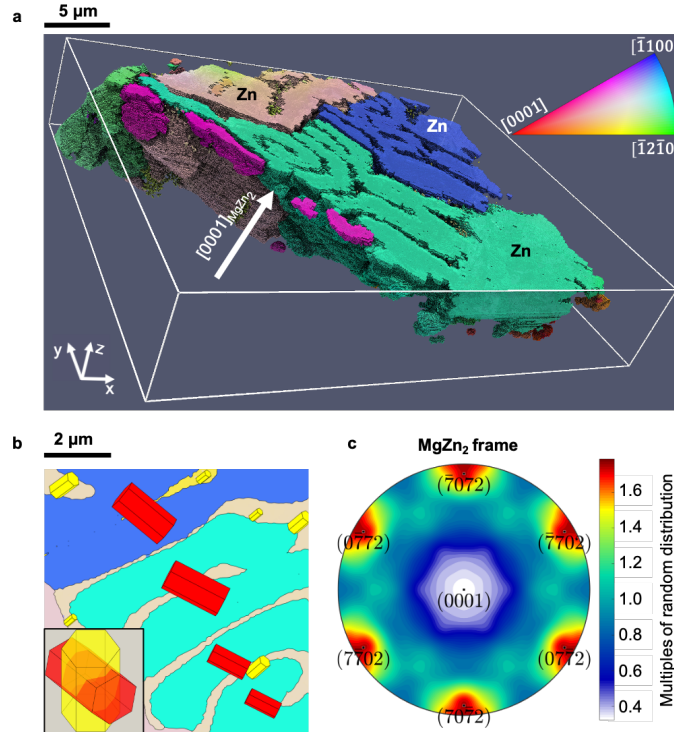 a
5 µm
Zn
Zn
Zn
[1̄100]
[0001]
[1̄21̄0]
[0001]MgZn₂
y
z
x
b
2 µm
c
MgZn₂ frame
(7̄072)
(07̄72)
(7̄702)
(0001)
(77̄02)
(077̄2)
(707̄2)
1.6
1.4
1.2
1.0
0.8
0.6
0.4
Multiples of random distribution